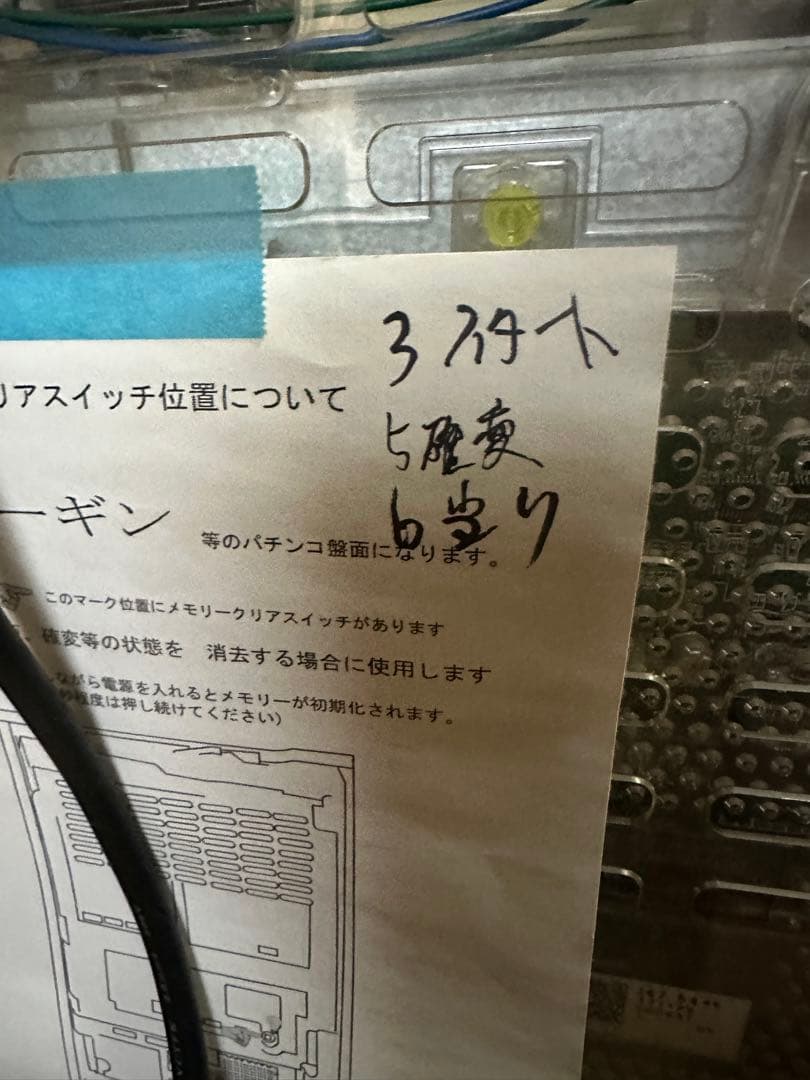 3 スタート
5 確変
6 当り
リアスイッチ位置について
ーギン 等のパチンコ盤面になります。
このマーク位置にメモリークリアスイッチがあります
確変等の状態を 消去する場合に使用します
ながら電源を入れるとメモリーが初期化されます。
秒程度は押し続けてください)